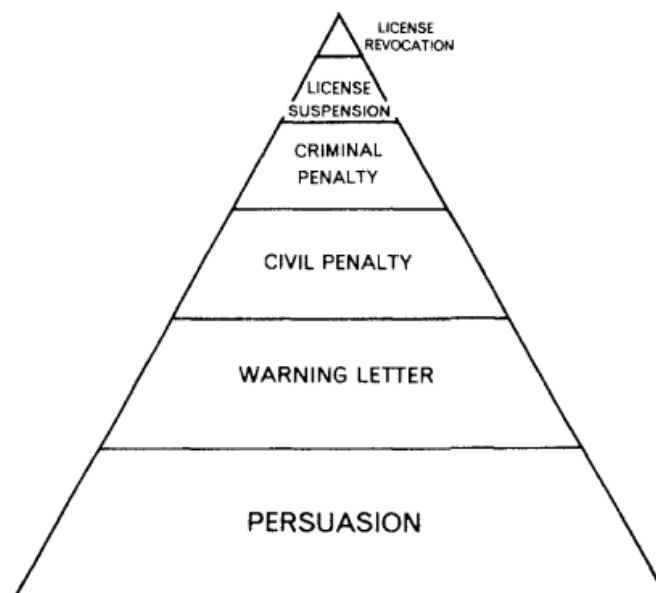 LICENSE
REVOCATION
LICENSE
SUSPENSION
CRIMINAL
PENALTY
CIVIL PENALTY
WARNING LETTER
PERSUASION